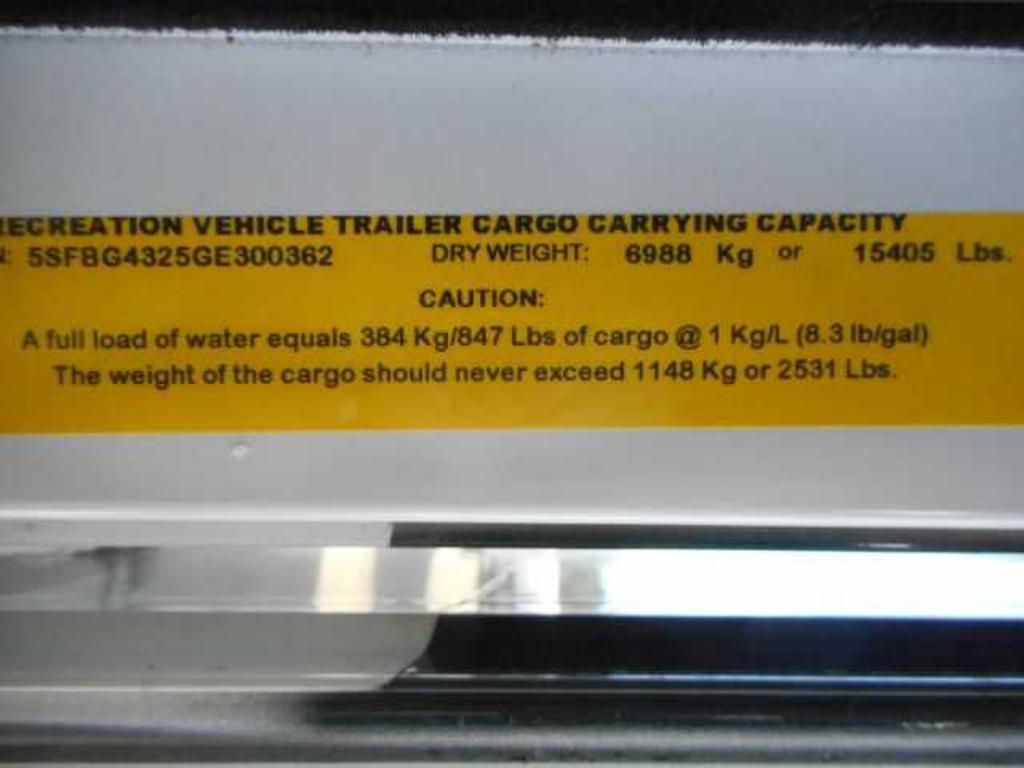 RECREATION VEHICLE TRAILER CARGO CARRYING CAPACITY
N: 5SFBG4325GE300362 DRY WEIGHT: 6988 Kg or 15405 Lbs.
CAUTION:
A full load of water equals 384 Kg/847 Lbs of cargo @ 1 Kg/L (8.3 lb/gal)
The weight of the cargo should never exceed 1148 Kg or 2531 Lbs.